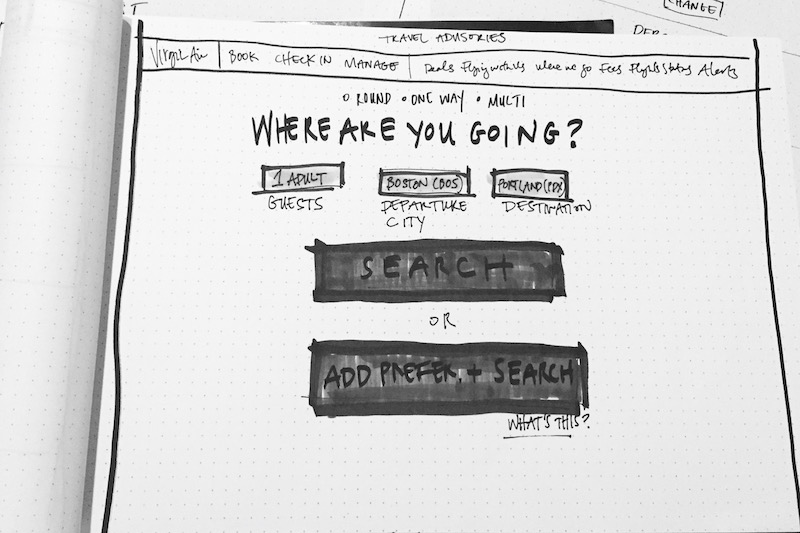 T
CHANGE
TRAVEL ADVISORIES
Virgin Air BOOK CHECK IN MANAGE Deals Flying with Us Where we go Fees Flight Status Alerts
ROUND ONE WAY MULTI
WHERE ARE YOU GOING?
1 ADULT BOSTON (BOS) PORTLAND (PDX)
GUESTS DEPARTURE CITY DESTINATION
SEARCH
OR
ADD PREFER. + SEARCH
WHAT'S THIS?